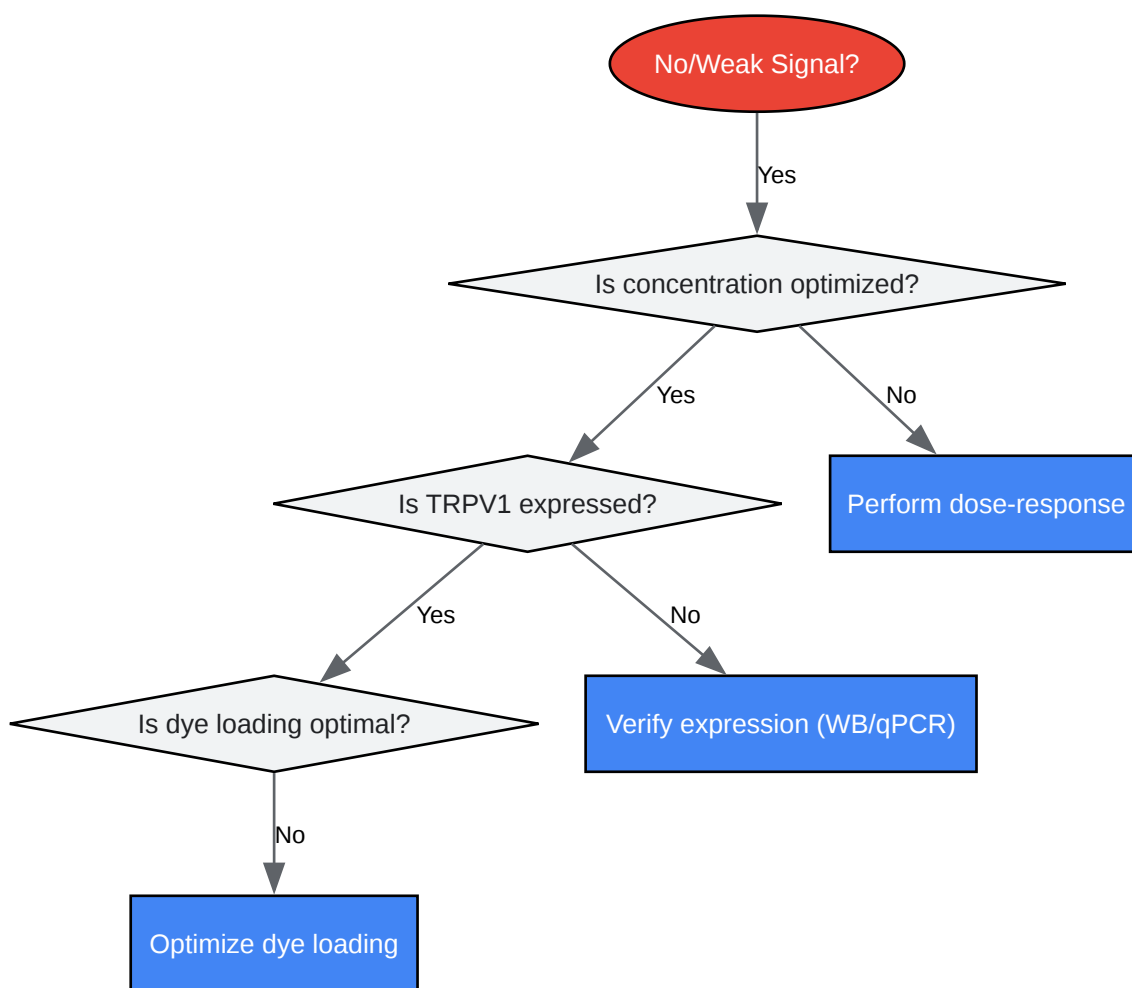 No/Weak Signal?
Yes
Is concentration optimized?
Yes
No
Is TRPV1 expressed?
Perform dose-response
Yes
No
Is dye loading optimal?
Verify expression (WB/qPCR)
No
Optimize dye loading